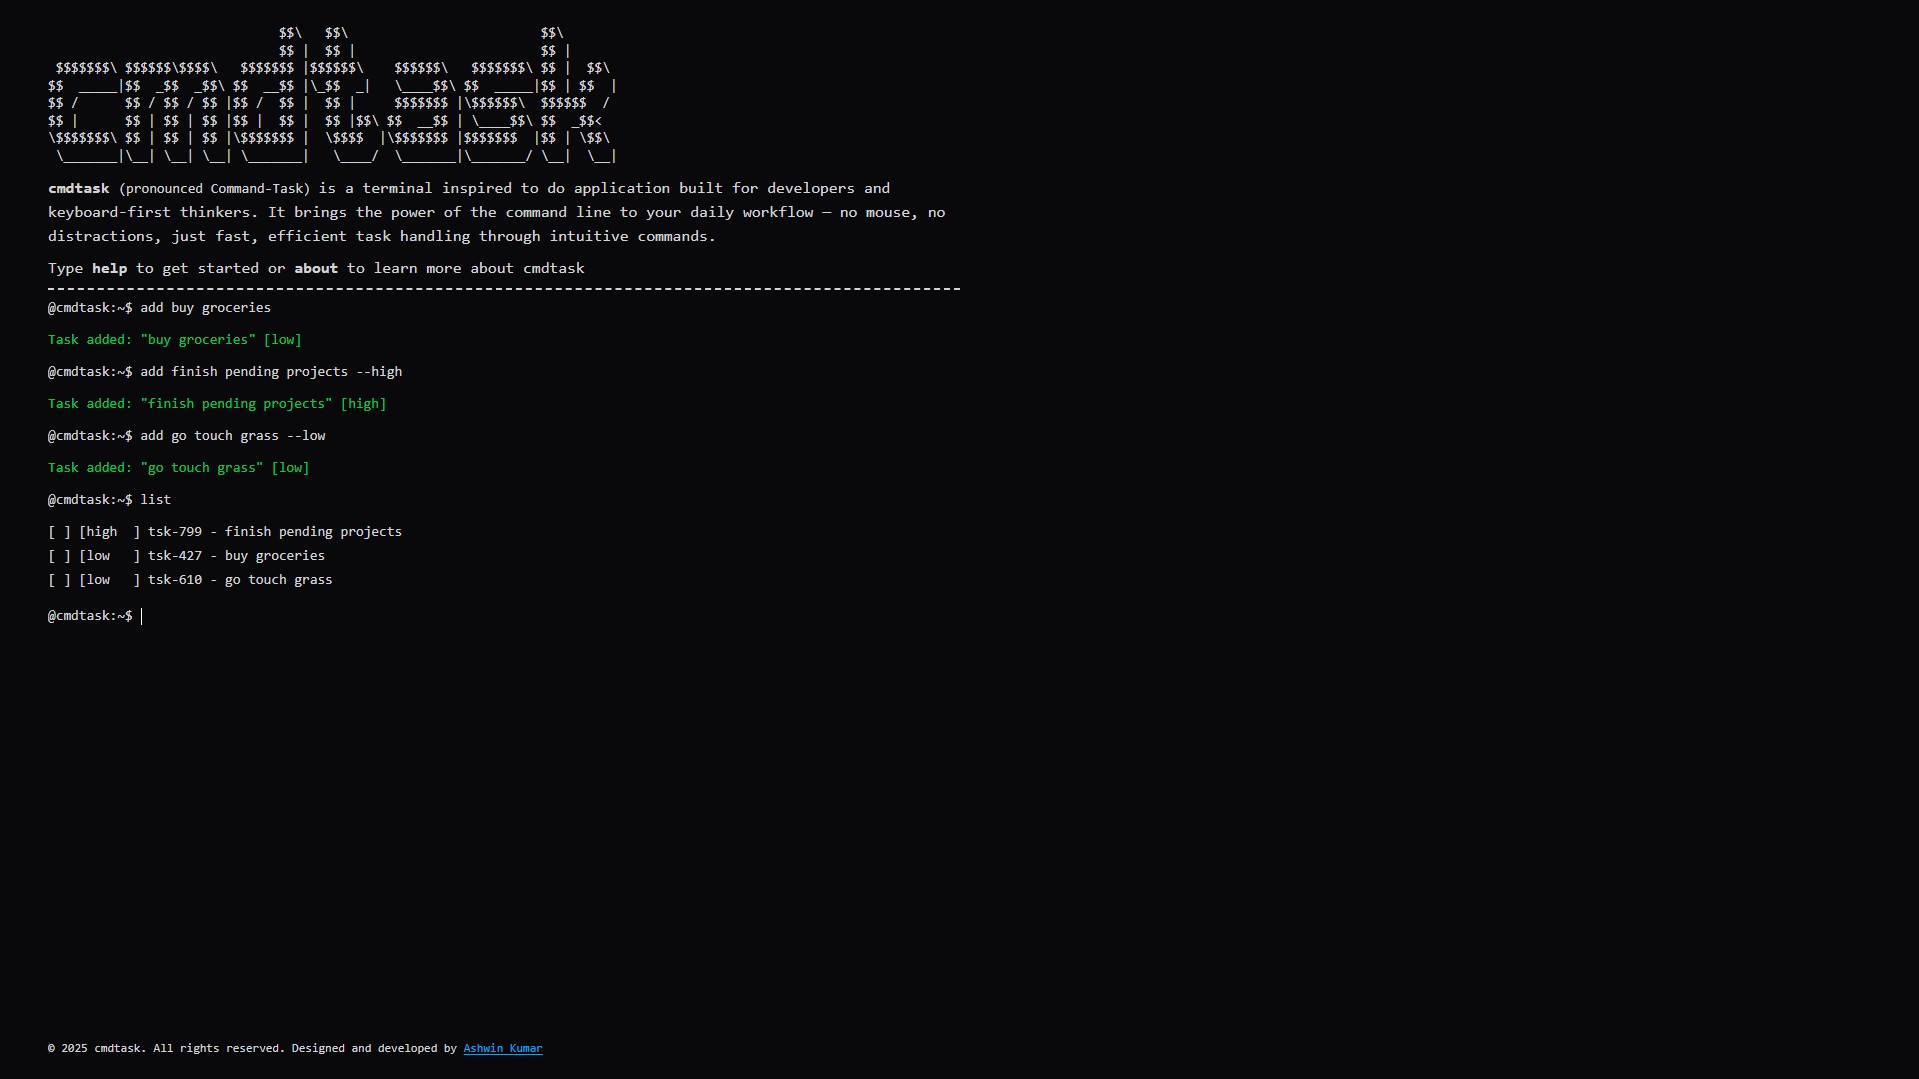 $$\   $$\                         $$\
                              $$ |  $$ |                        $$ |
 $$$$$$$\ $$$$$$\$$$$\   $$$$$$$ |$$$$$$\    $$$$$$\   $$$$$$$\ $$ |  $$\
$$  _____|$$  _$$  _$$\ $$  __$$ |\_$$  _|   \____$$\ $$  _____|$$ | $$  |
$$ /      $$ / $$ / $$ |$$ /  $$ |  $$ |     $$$$$$$ |\$$$$$$\  $$$$$$  /
$$ |      $$ | $$ | $$ |$$ |  $$ |  $$ |$$\ $$  __$$ | \____$$\ $$  _$$<
\$$$$$$$\ $$ | $$ | $$ |\$$$$$$$ |  \$$$$  |\$$$$$$$ |$$$$$$$  |$$ | \$$\
 \_______|\__| \__| \__| \_______|   \____/  \_______|\_______/ \__|  \__|
cmdtask (pronounced Command-Task) is a terminal inspired to do application built for developers and
keyboard-first thinkers. It brings the power of the command line to your daily workflow — no mouse, no
distractions, just fast, efficient task handling through intuitive commands.
Type help to get started or about to learn more about cmdtask
@cmdtask:~$ add buy groceries
Task added: "buy groceries" [low]
@cmdtask:~$ add finish pending projects --high
Task added: "finish pending projects" [high]
@cmdtask:~$ add go touch grass --low
Task added: "go touch grass" [low]
@cmdtask:~$ list
[ ] [high  ] tsk-799 - finish pending projects
[ ] [low   ] tsk-427 - buy groceries
[ ] [low   ] tsk-610 - go touch grass
@cmdtask:~$
© 2025 cmdtask. All rights reserved. Designed and developed by Ashwin Kumar